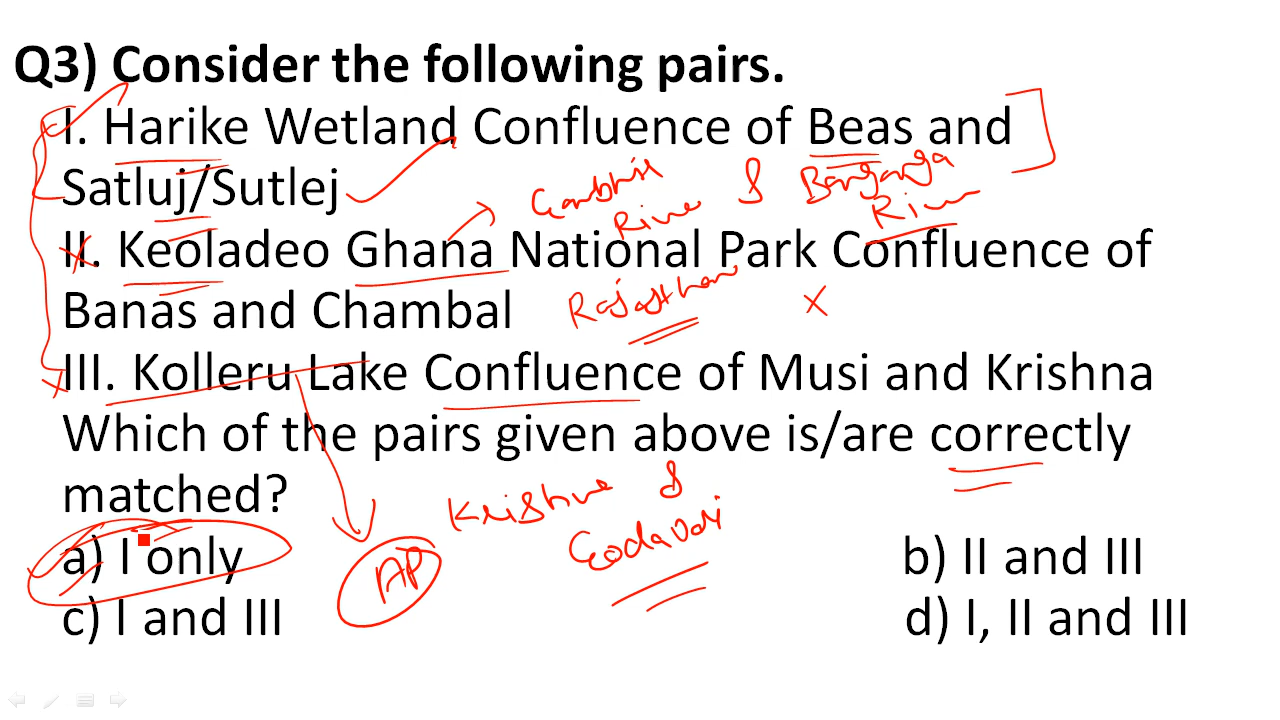 Q3) Consider the following pairs.
I. Harike Wetland Confluence of Beas and
Satluj/Sutlej
Gambhir River & Banganga River
II. Keoladeo Ghana National Park Confluence of
Banas and Chambal
Rajasthan X
III. Kolleru Lake Confluence of Musi and Krishna
Which of the pairs given above is/are correctly
matched?
Krishna &
Godavari
AP
a) I only
b) II and III
c) I and III
d) I, II and III